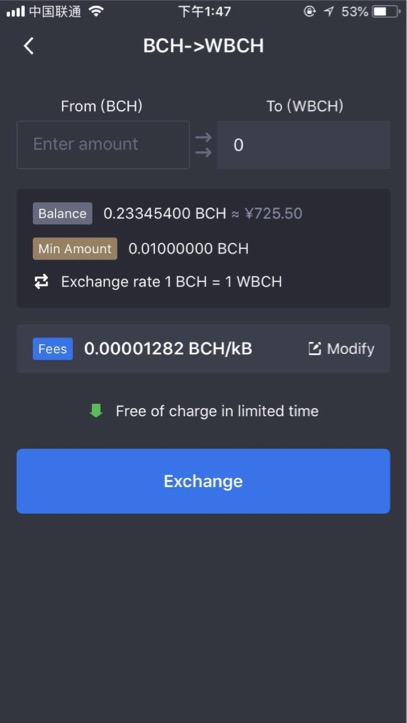 中国联通 下午1:47 53%
BCH->WBCH
From (BCH) To (WBCH)
Enter amount 0
Balance 0.23345400 BCH ≈ ¥725.50
Min Amount 0.01000000 BCH
Exchange rate 1 BCH = 1 WBCH
Fees 0.00001282 BCH/kB Modify
Free of charge in limited time
Exchange